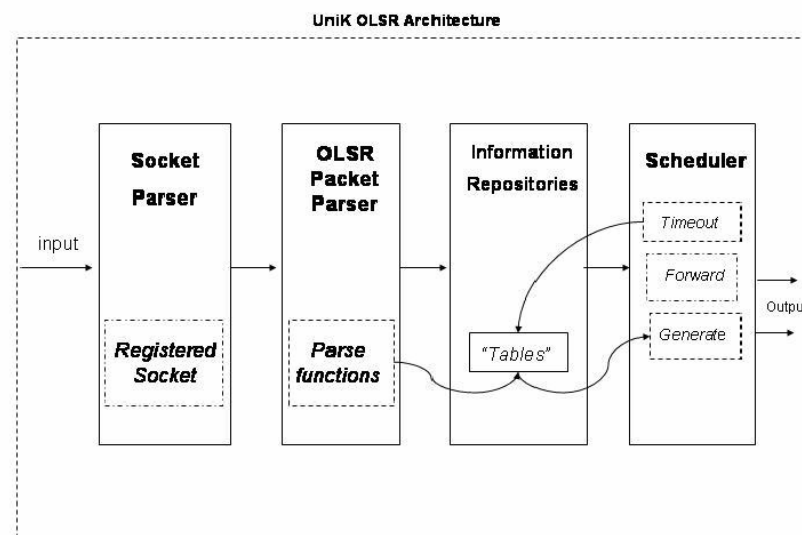 UniK OLSR Architecture
Socket
Parser
OLSR
Packet
Parser
Information
Repositories
Scheduler
input
Timeout
Forward
Output
Registered
Socket
Parse
functions
"Tables"
Generate